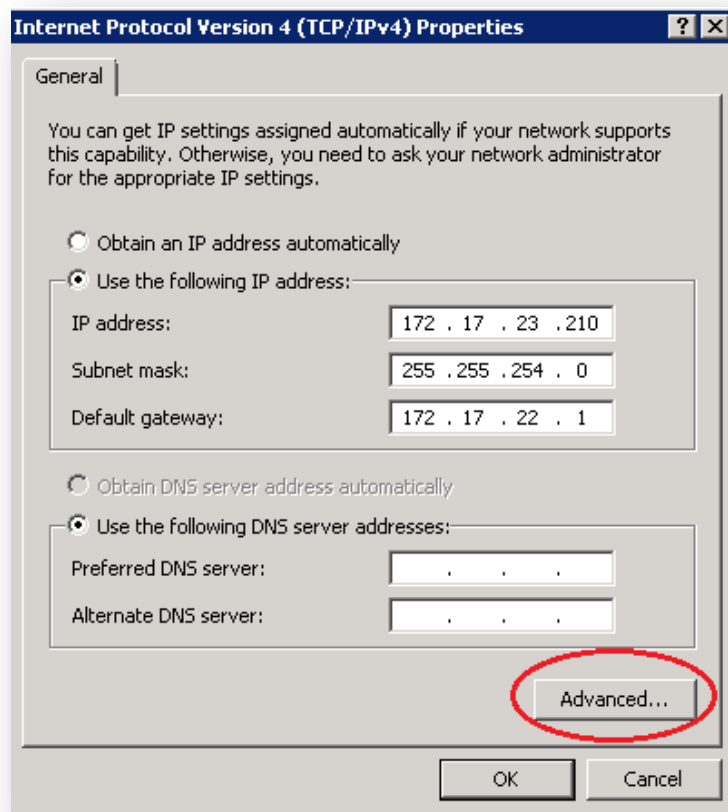 Internet Protocol Version 4 (TCP/IPv4) Properties
General
You can get IP settings assigned automatically if your network supports
this capability. Otherwise, you need to ask your network administrator
for the appropriate IP settings.
Obtain an IP address automatically
Use the following IP address:
IP address: 172 . 17 . 23 . 210
Subnet mask: 255 . 255 . 254 . 0
Default gateway: 172 . 17 . 22 . 1
Obtain DNS server address automatically
Use the following DNS server addresses:
Preferred DNS server: . . .
Alternate DNS server: . . .
Advanced...
OK Cancel